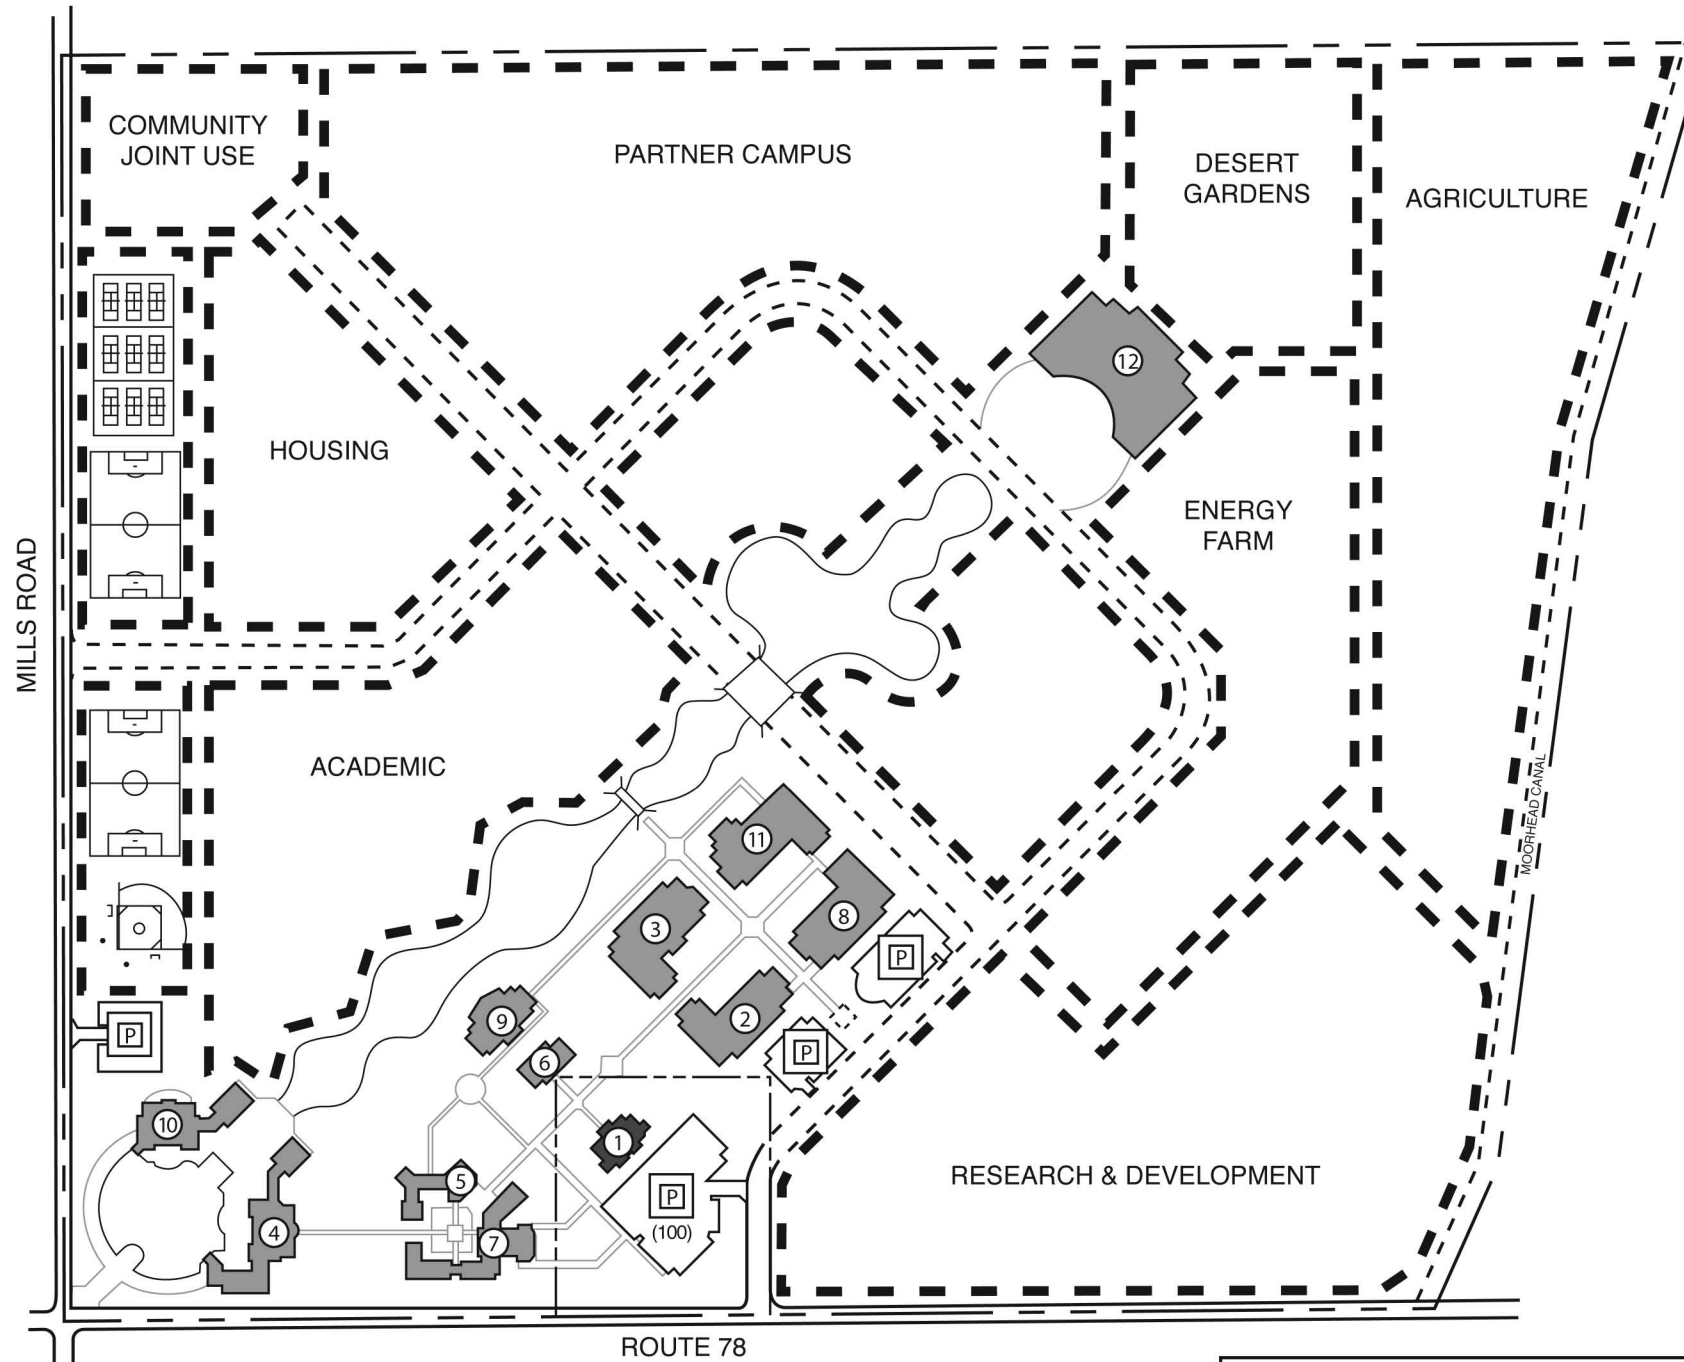 COMMUNITY
JOINT USE
PARTNER CAMPUS
DESERT
GARDENS
AGRICULTURE
12
HOUSING
ENERGY
FARM
MILLS ROAD
ACADEMIC
MOORHEAD CANAL
11
8
3
P
9
2
P
6
P
10
1
5
P
(100)
4
7
RESEARCH & DEVELOPMENT
ROUTE 78